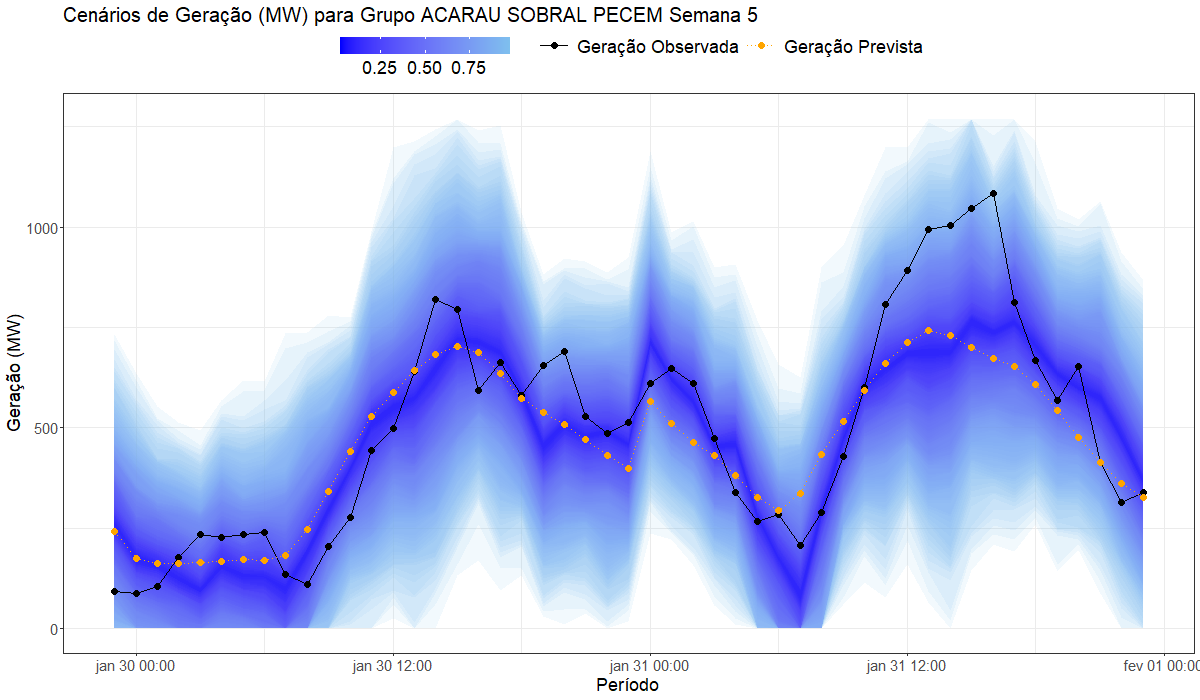 Cenários de Geração (MW) para Grupo ACARAU SOBRAL PECEM Semana 5
0.25 0.50 0.75
Geração Observada
Geração Prevista
Geração (MW)
1000
500
0
jan 30 00:00
jan 30 12:00
jan 31 00:00
jan 31 12:00
fev 01 00:00
Período